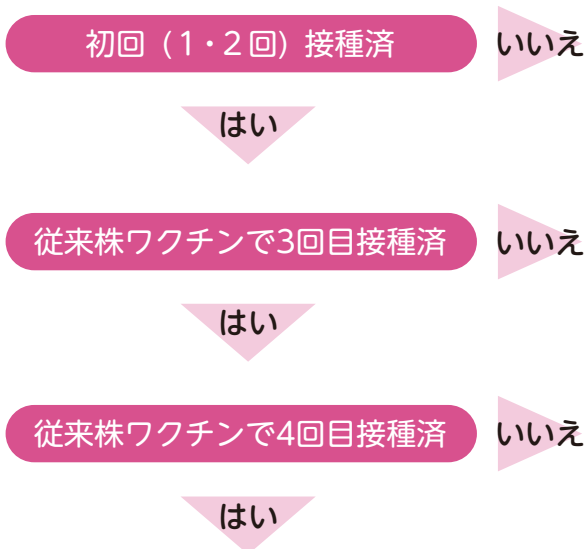 初回（1・2回）接種済
いいえ
はい
従来株ワクチンで3回目接種済
いいえ
はい
従来株ワクチンで4回目接種済
いいえ
はい